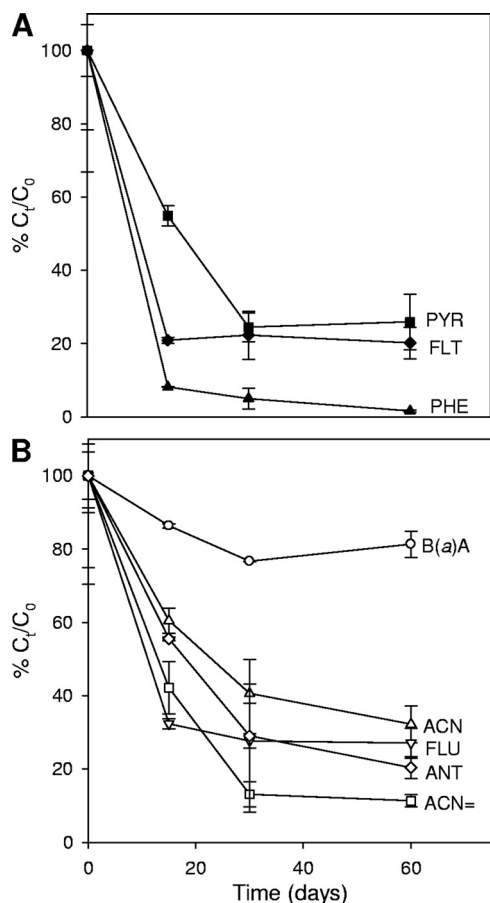 A
100
80
60
40
20
0
% Ct/C0
PYR
FLT
PHE
B
100
80
60
40
20
0
% Ct/C0
B(a)A
ACN
FLU
ANT
ACN=
0 20 40 60
Time (days)